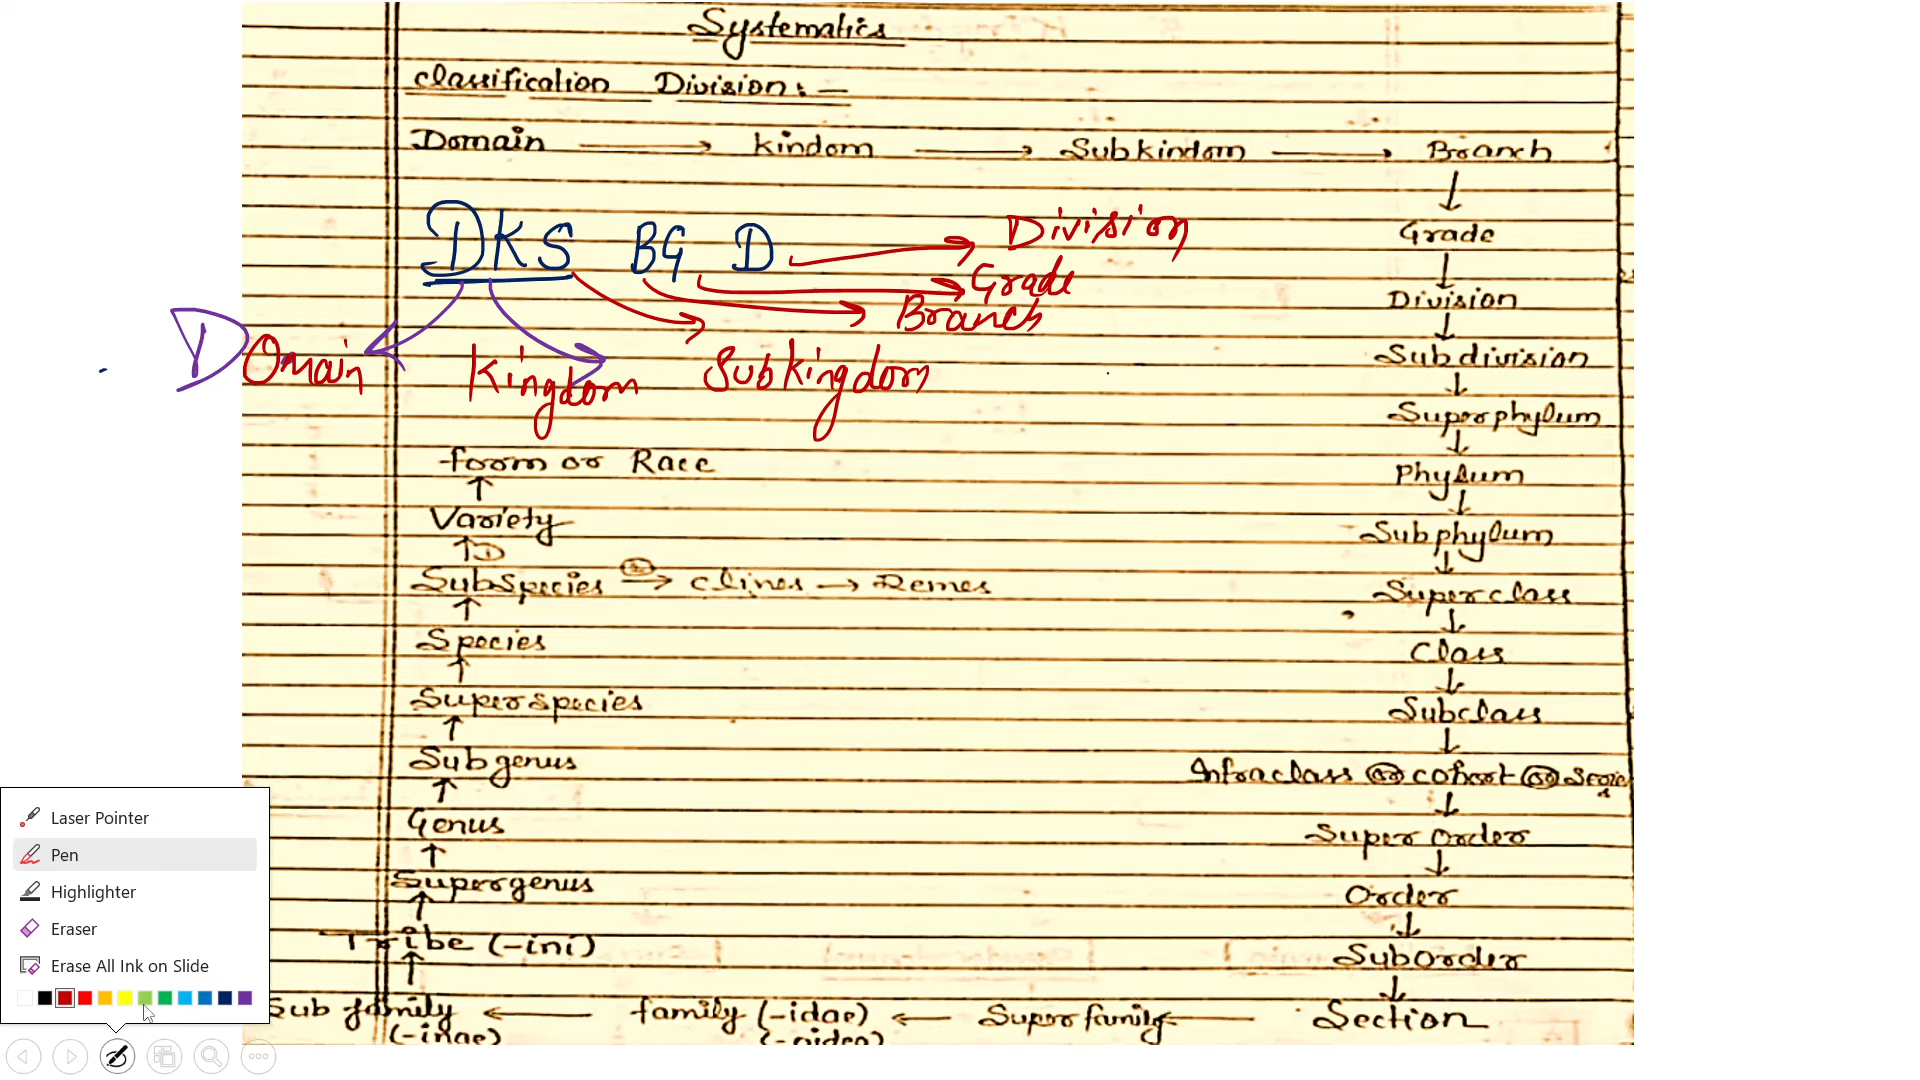 Systematics
Classification Division:-
Domain → kindom → Subkindom → Branch
↓
Grade
↓
Division
↓
Subdivision
↓
Superphylum
↓
Phylum
↓
Subphylum
↓
Superclass
↓
Class
↓
Subclass
↓
Infraclass or cohort or
↓
Super Order
↓
Order
↓
Suborder
↓
Section
Super family ←
family (-idae) ←
Sub family ←
(-inae)
↑
Tribe (-ini)
↑
Supergenus
↑
Genus
↑
Subgenus
↑
Superspecies
↑
Species
↑
Subspecies → clines → Demes
↑
Variety
↑
form or Race
DKS BG D
Division
Grade
Branch
Domain
Kingdom
Subkingdom
Laser Pointer
Pen
Highlighter
Eraser
Erase All Ink on Slide